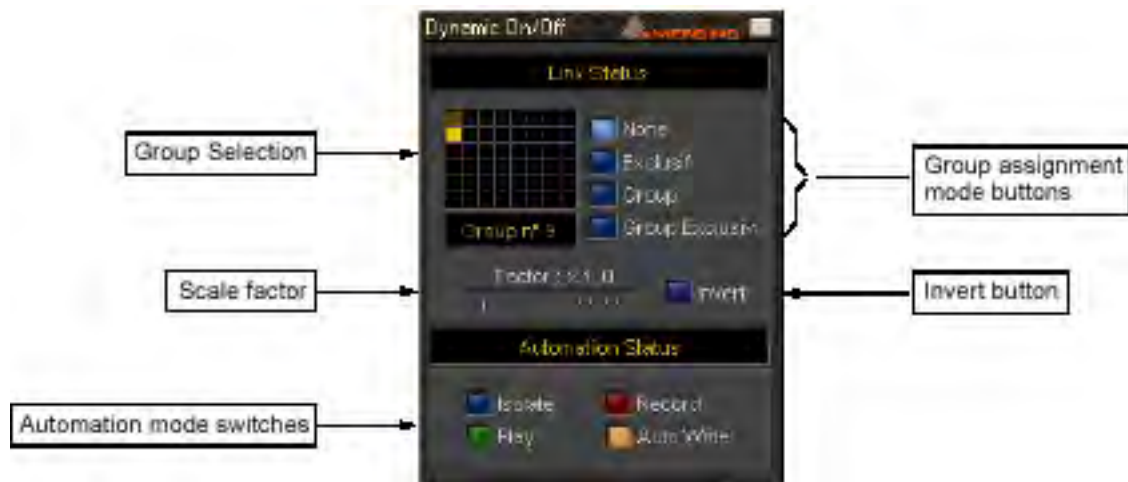 Dynamic On/Off
MERGING
Link Status
None
Exclusif
Group
Group Exclusif
Group n° 9
Group Selection
Group assignment
mode buttons
Scale factor
Invert
Invert button
Automation Status
Isolate
Record
Play
Auto Write
Automation mode switches